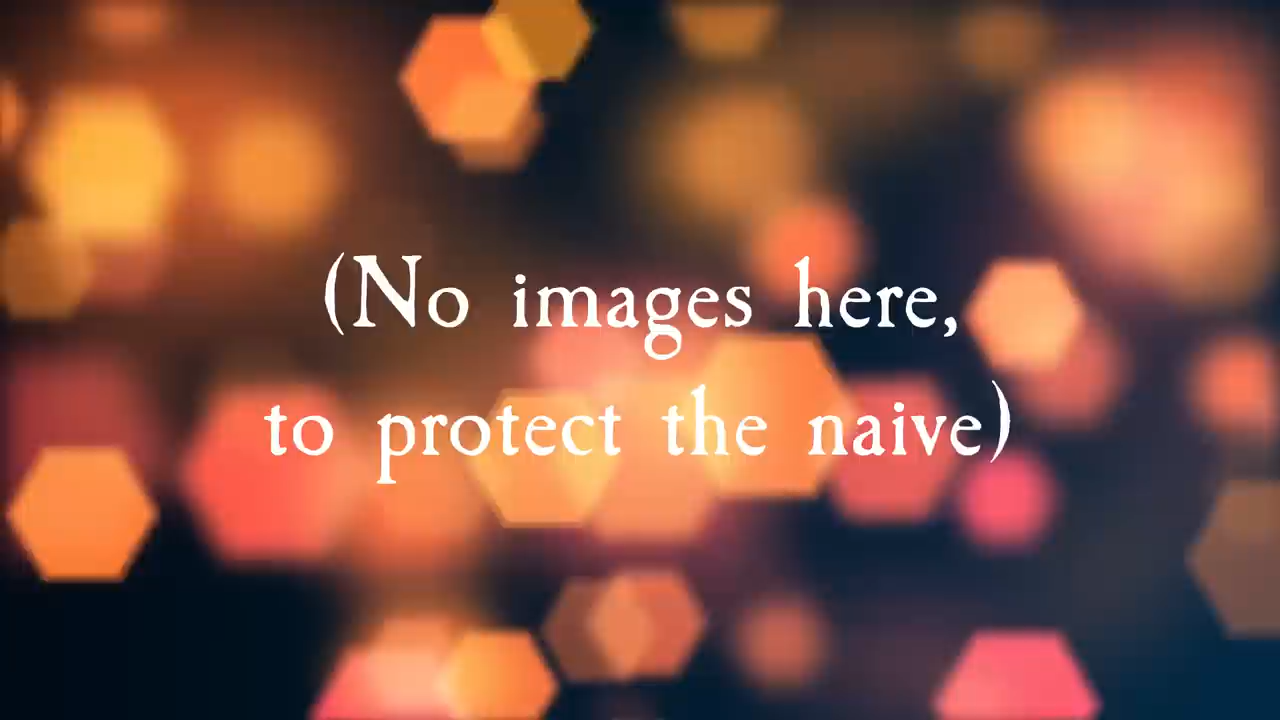 (No images here,
to protect the naive)